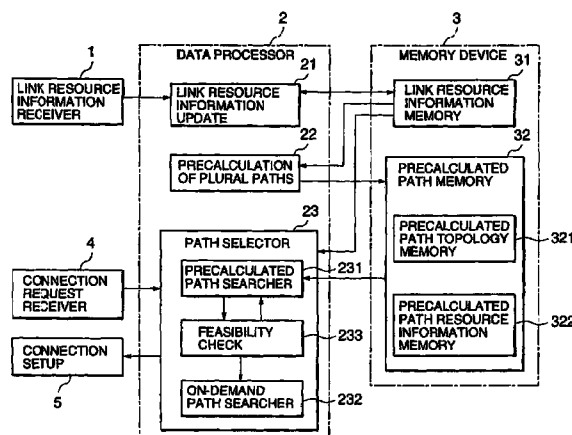 1
LINK RESOURCE
INFORMATION
RECEIVER
2
DATA PROCESSOR
21
LINK RESOURCE
INFORMATION
UPDATE
22
PRECALCULATION
OF PLURAL PATHS
3
MEMORY DEVICE
31
LINK RESOURCE
INFORMATION
MEMORY
32
PRECALCULATED
PATH MEMORY
PRECALCULATED
PATH TOPOLOGY
MEMORY
321
PRECALCULATED
PATH RESOURCE
INFORMATION
MEMORY
322
23
PATH SELECTOR
PRECALCULATED
PATH SEARCHER
231
FEASIBILITY
CHECK
233
ON-DEMAND
PATH SEARCHER
232
4
CONNECTION
REQUEST
RECEIVER
CONNECTION
SETUP
5